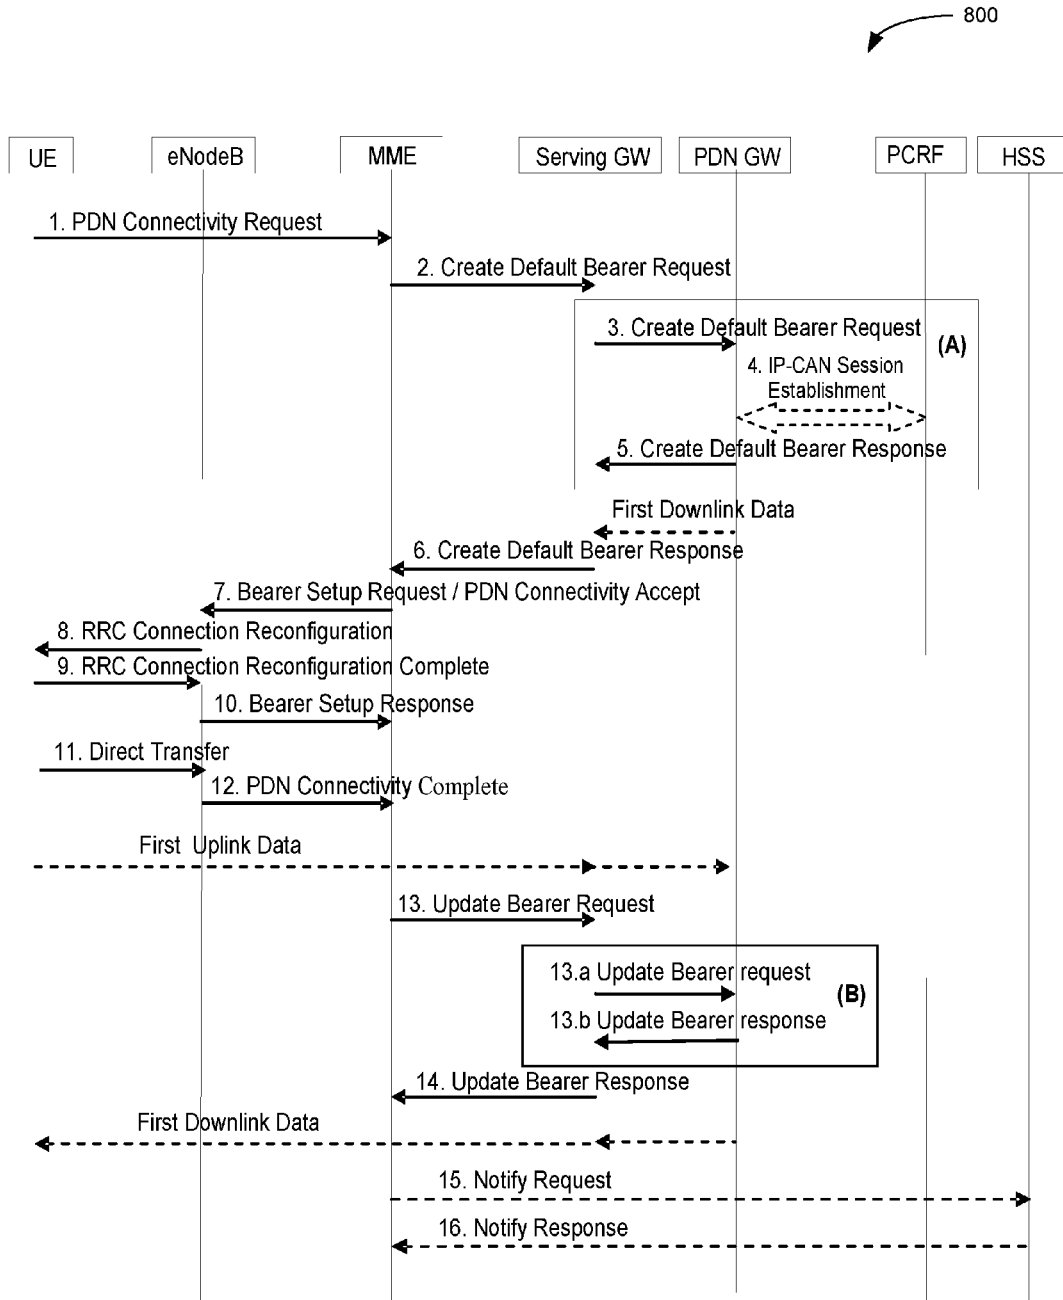 800
UE eNodeB MME Serving GW PDN GW PCRF HSS
1. PDN Connectivity Request
2. Create Default Bearer Request
3. Create Default Bearer Request
(A)
4. IP-CAN Session
Establishment
5. Create Default Bearer Response
First Downlink Data
6. Create Default Bearer Response
7. Bearer Setup Request / PDN Connectivity Accept
8. RRC Connection Reconfiguration
9. RRC Connection Reconfiguration Complete
10. Bearer Setup Response
11. Direct Transfer
12. PDN Connectivity Complete
First Uplink Data
13. Update Bearer Request
13.a Update Bearer request
(B)
13.b Update Bearer response
14. Update Bearer Response
First Downlink Data
15. Notify Request
16. Notify Response